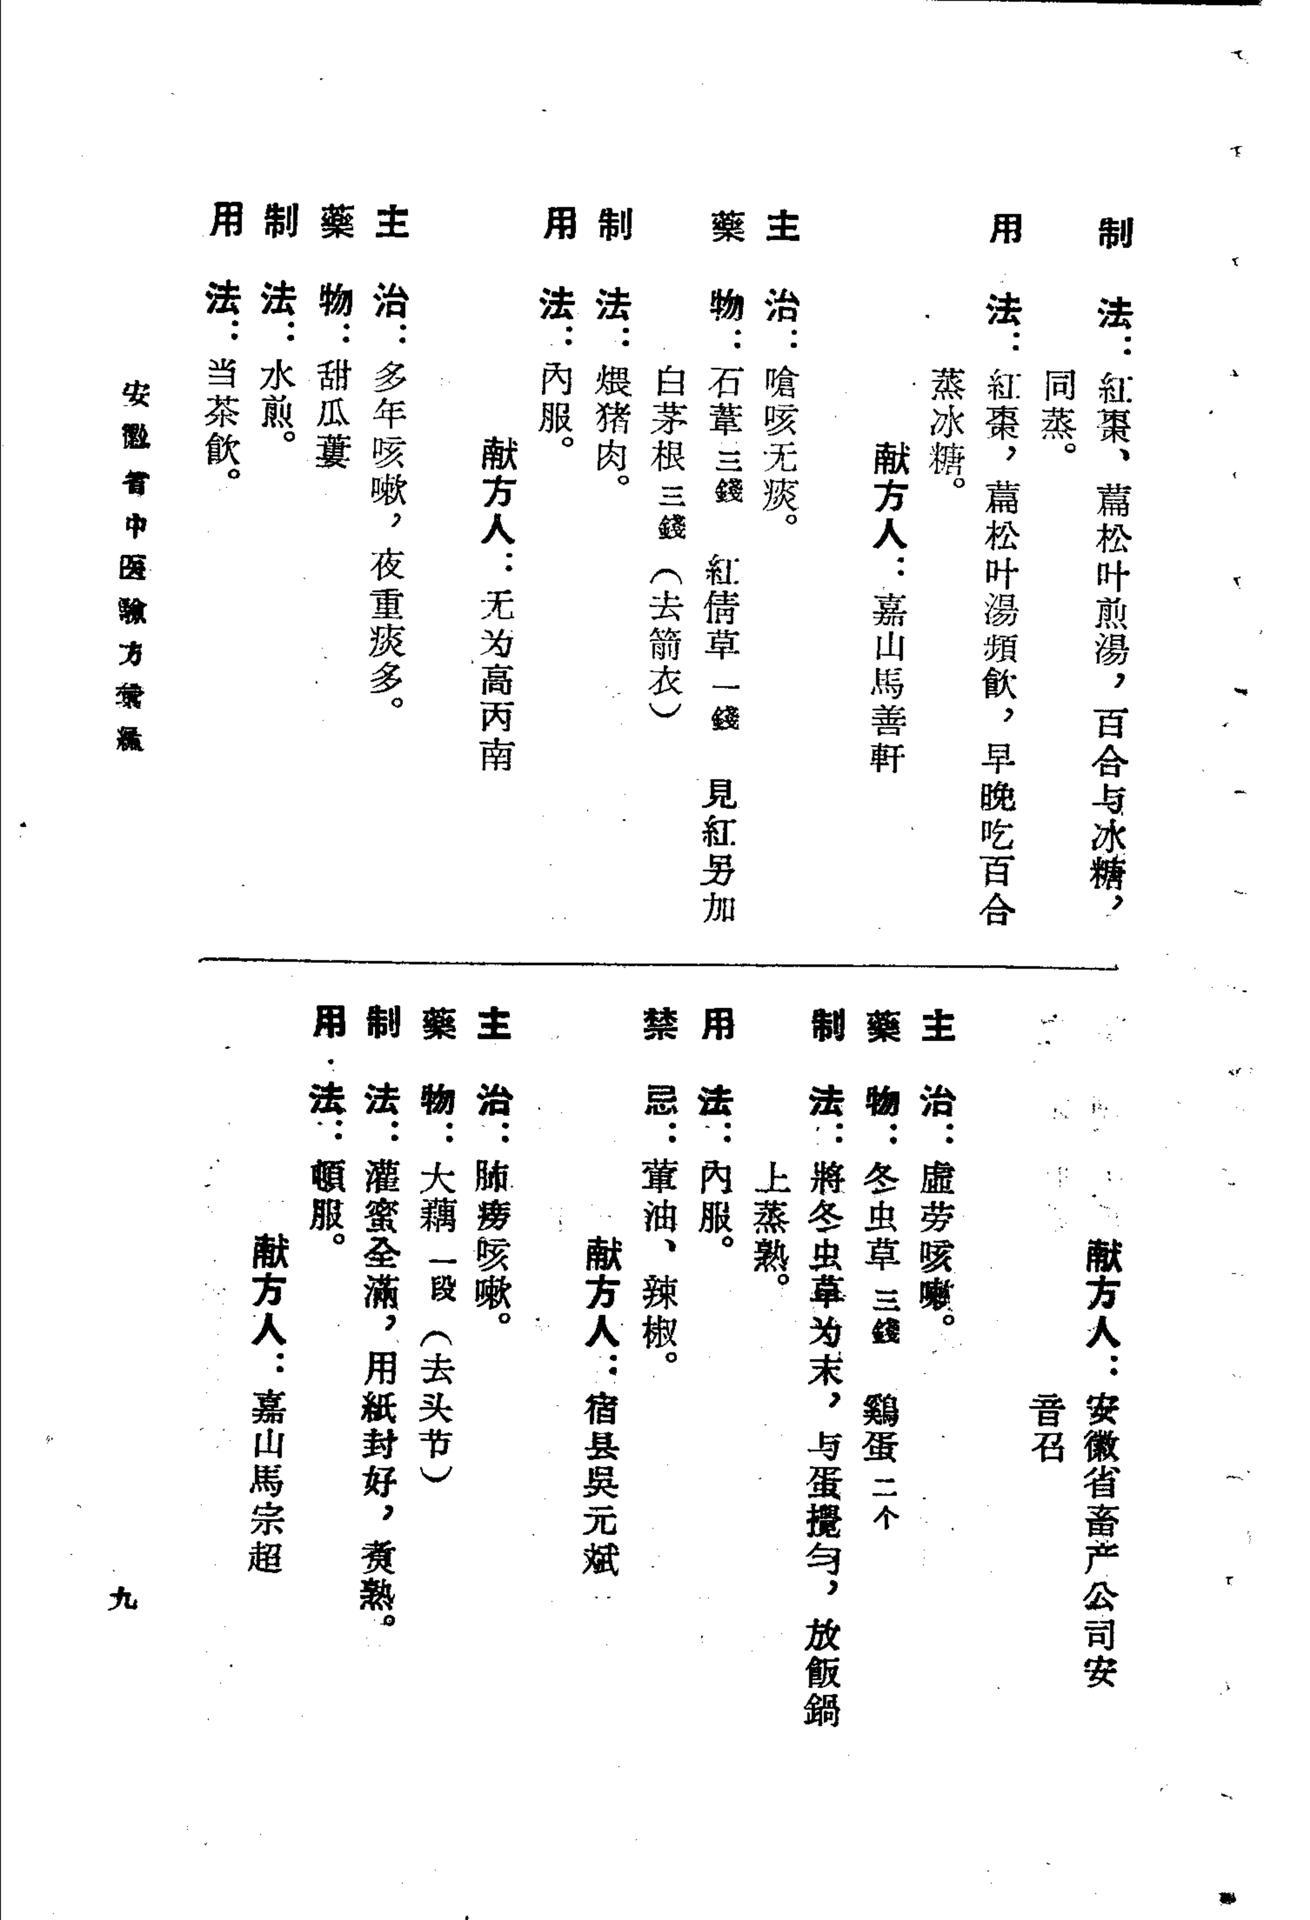 制　法：紅棗、萹松叶煎湯，百合与冰糖，
同蒸。
用　法：紅棗，萹松叶湯頻飲，早晚吃百合
蒸冰糖。
献方人：嘉山馬善軒
主　治：嗆咳无痰。
藥　物：石葦三錢　紅倩草一錢　見紅另加
白茅根三錢（去箭衣）
制　法：煨猪肉。
用　法：內服。
献方人：无为高丙南
主　治：多年咳嗽，夜重痰多。
藥　物：甜瓜蔞
制　法：水煎。
用　法：当茶飲。
献方人：安徽省畜产公司安
音召
主　治：虛劳咳嗽。
藥　物：冬虫草三錢　鷄蛋二个
制　法：將冬虫草为末，与蛋攪匀，放飯鍋
上蒸熟。
用　法：內服。
禁　忌：葷油、辣椒。
献方人：宿县吳元斌
主　治：肺痨咳嗽。
藥　物：大藕一段（去头节）
制　法：灌蜜全滿，用紙封好，煮熟。
用　法：頓服。
献方人：嘉山馬宗超
安徽省中医驗方彙編
九